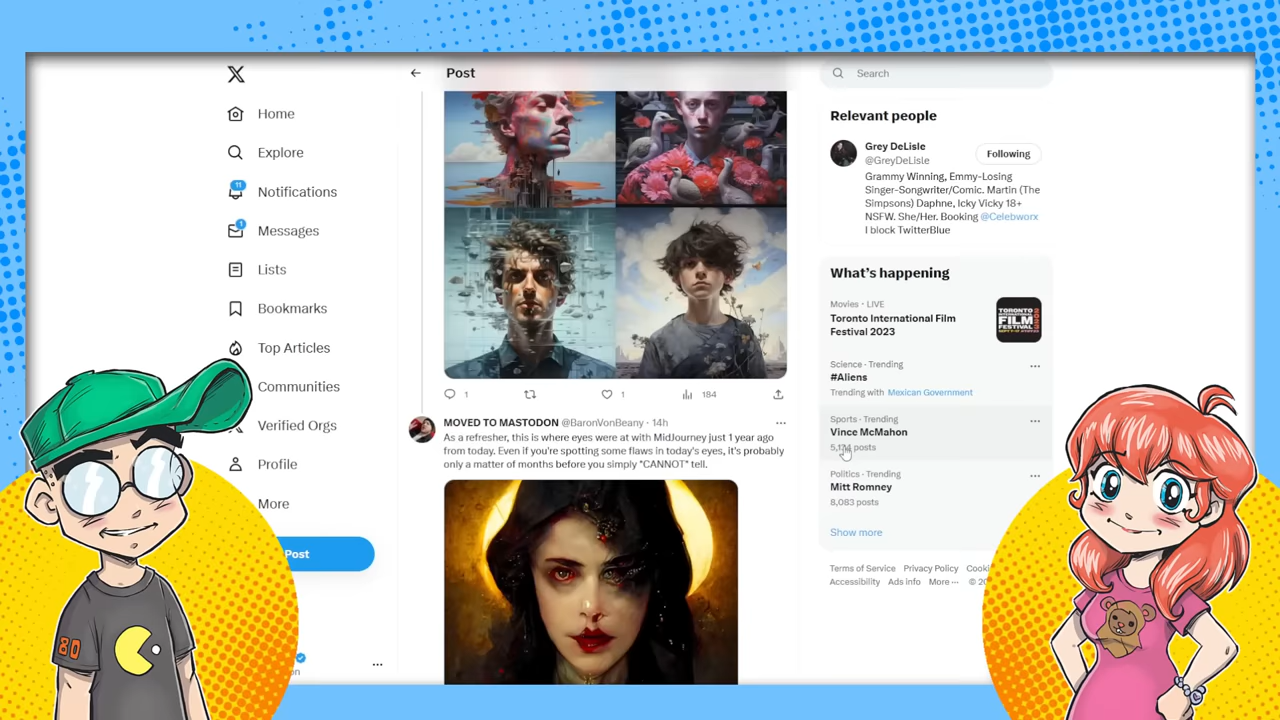 X
Home
Explore
11
Notifications
1
Messages
Lists
Bookmarks
Top Articles
Communities
Verified Orgs
Profile
More
Post
Post
1
1
184
MOVED TO MASTODON @BaronVonBeany · 14h
As a refresher, this is where eyes were at with MidJourney just 1 year ago
from today. Even if you're spotting some flaws in today's eyes, it's probably
only a matter of months before you simply *CANNOT* tell.
Search
Relevant people
Grey DeLisle
@GreyDeLisle
Following
Grammy Winning, Emmy-Losing
Singer-Songwriter/Comic. Martin (The
Simpsons) Daphne, Icky Vicky 18+
NSFW. She/Her. Booking @Celebworx
I block TwitterBlue
What's happening
Movies · LIVE
Toronto International Film
Festival 2023
TORONTO
INTERNATIONAL
FILM
FESTIVAL
Science · Trending
#Aliens
Trending with Mexican Government
Sports · Trending
Vince McMahon
posts
Politics · Trending
Mitt Romney
8,083 posts
Show more
Terms of Service Privacy Policy
Accessibility Ads info More ··· © 
80